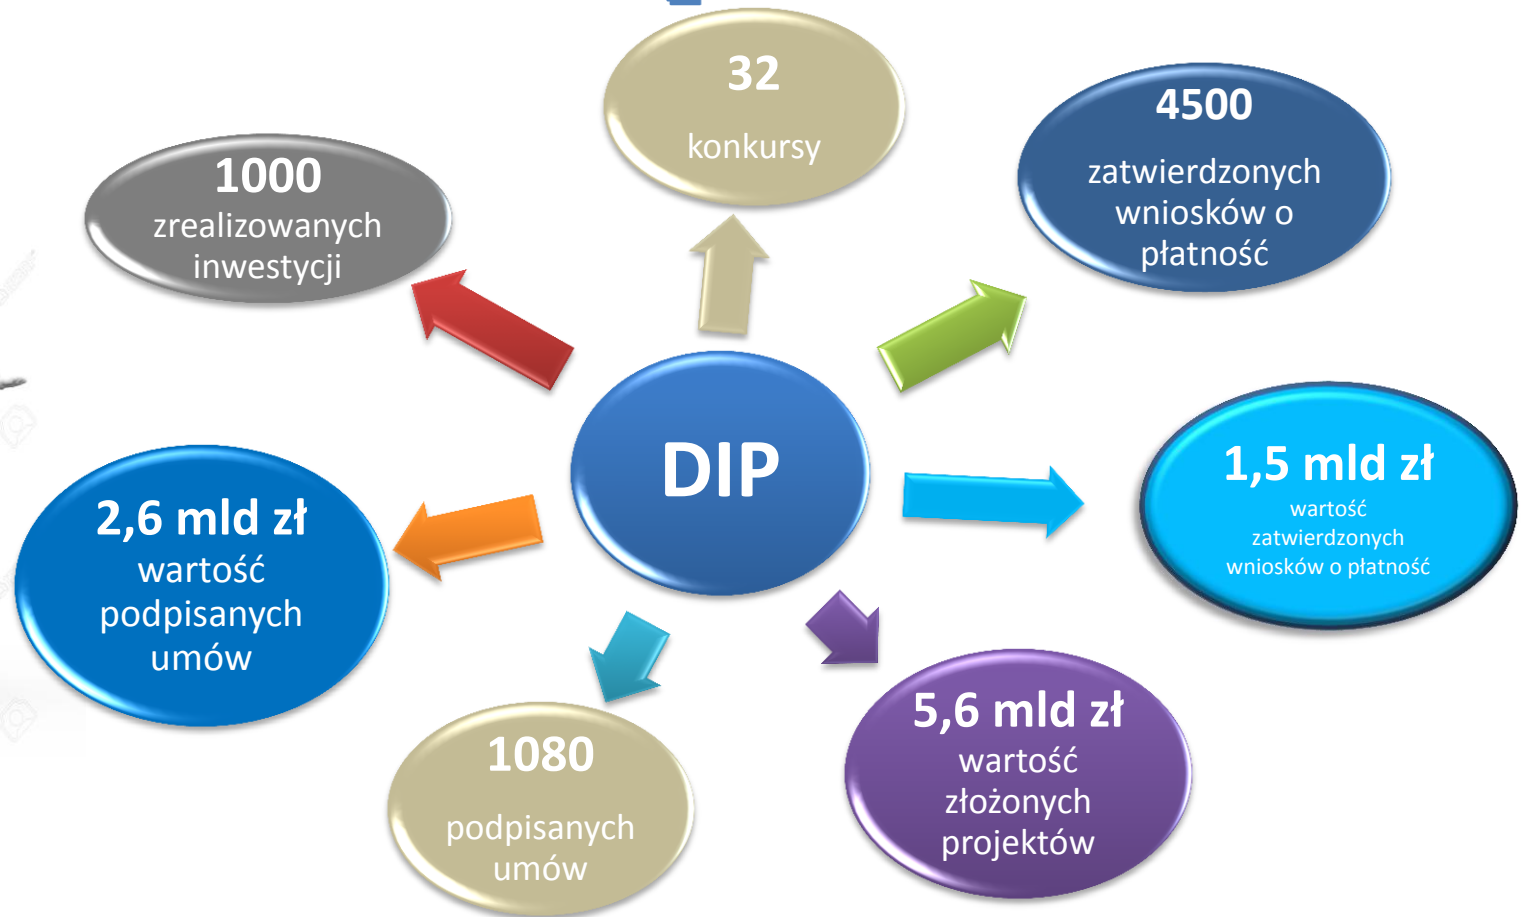 32
konkursy
4500
zatwierdzonych
wniosków o
płatność
1000
zrealizowanych
inwestycji
DIP
1,5 mld zł
wartość
zatwierdzonych
wniosków o płatność
2,6 mld zł
wartość
podpisanych
umów
5,6 mld zł
wartość
złożonych
projektów
1080
podpisanych
umów